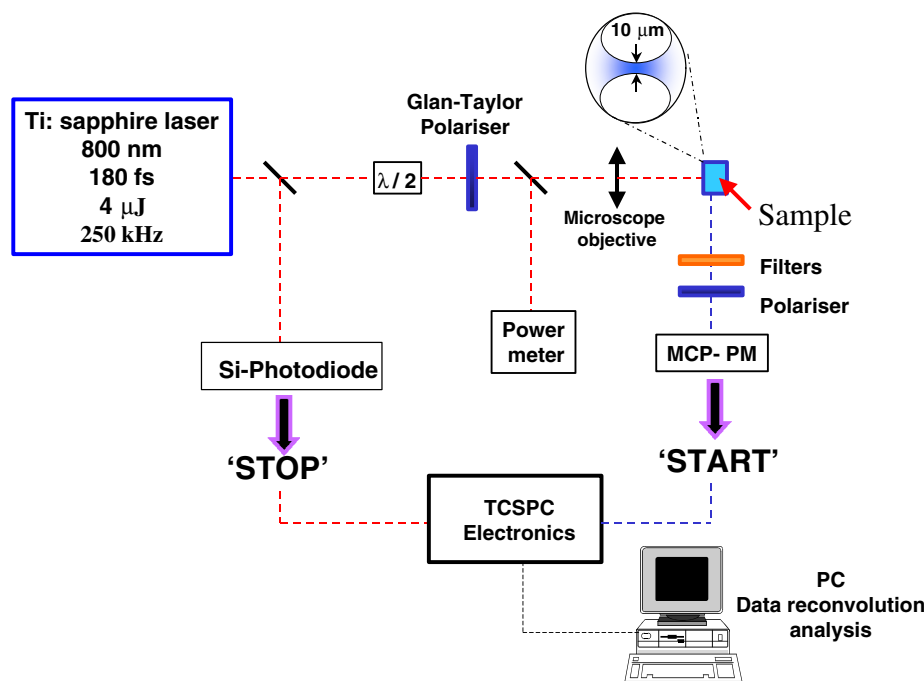 10 μm
Glan-Taylor
Polariser
Ti: sapphire laser
800 nm
180 fs
4 μJ
250 kHz
λ / 2
Microscope
objective
Sample
Filters
Polariser
Power
meter
MCP- PM
Si-Photodiode
‘STOP’
‘START’
TCSPC
Electronics
PC
Data reconvolution
analysis